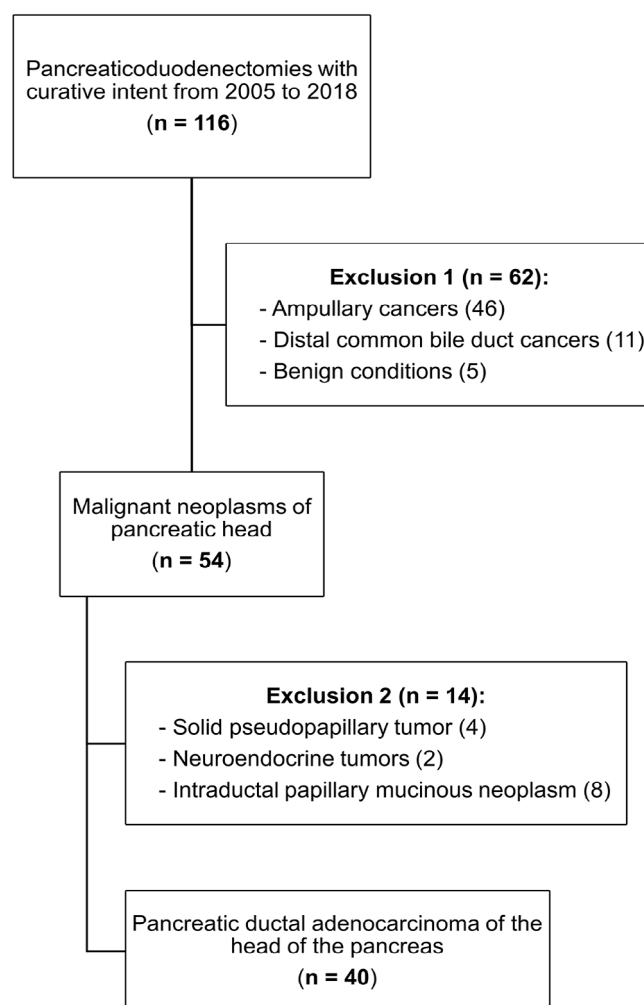 Pancreaticoduodenectomies with
curative intent from 2005 to 2018
(n = 116)
Exclusion 1 (n = 62):
- Ampullary cancers (46)
- Distal common bile duct cancers (11)
- Benign conditions (5)
Malignant neoplasms of
pancreatic head
(n = 54)
Exclusion 2 (n = 14):
- Solid pseudopapillary tumor (4)
- Neuroendocrine tumors (2)
- Intraductal papillary mucinous neoplasm (8)
Pancreatic ductal adenocarcinoma of the
head of the pancreas
(n = 40)